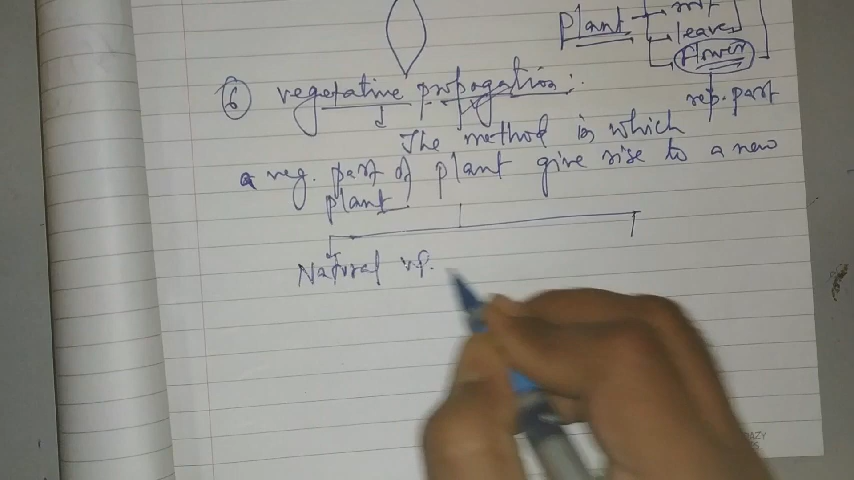 Plant root
leaves
flower
rep. part
6 vegetative propagation:
The method in which
a veg. part of plant give rise to a new
plant.
Natural v.p.